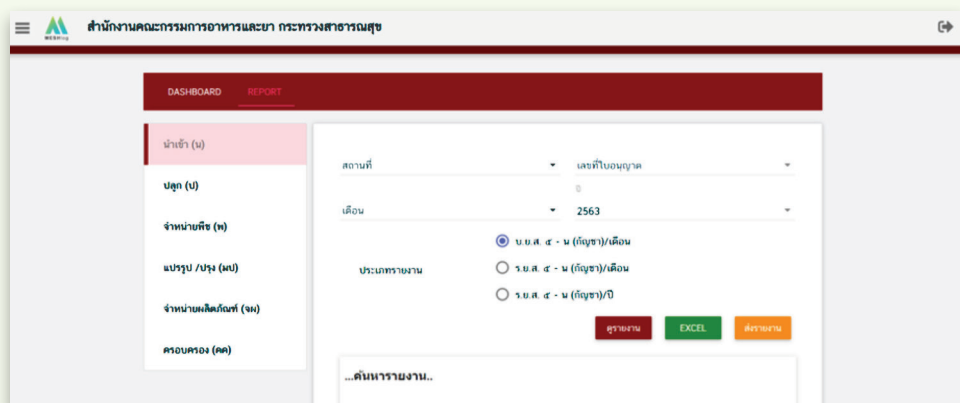 สำนักงานคณะกรรมการอาหารและยา กระทรวงสาธารณสุข
DASHBOARD REPORT
นำเข้า (น)
ปลูก (ป)
จำหน่ายพืช (พ)
แปรรูป /ปรุง (ผป)
จำหน่ายผลิตภัณฑ์ (จผ)
ครอบครอง (คค)
สถานที่ เลขที่ใบอนุญาต
ปี
เดือน 2563
ประเภทรายงาน
บ.ย.ส. ๕ - น (กัญชา)/เดือน
ร.ย.ส. ๕ - น (กัญชา)/เดือน
ร.ย.ส. ๕ - น (กัญชา)/ปี
ดูรายงาน EXCEL ส่งรายงาน
...ค้นหารายงาน..